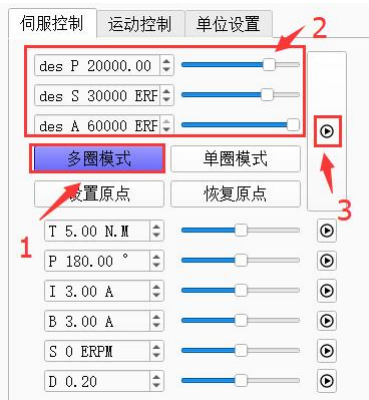 伺服控制 运动控制 单位设置
2
des P 20000.00
des S 30000 ERF
des A 60000 ERF
多圈模式 单圈模式
设置原点 恢复原点
1
3
T 5.00 N.M
P 180.00 °
I 3.00 A
B 3.00 A
S 0 ERPM
D 0.20